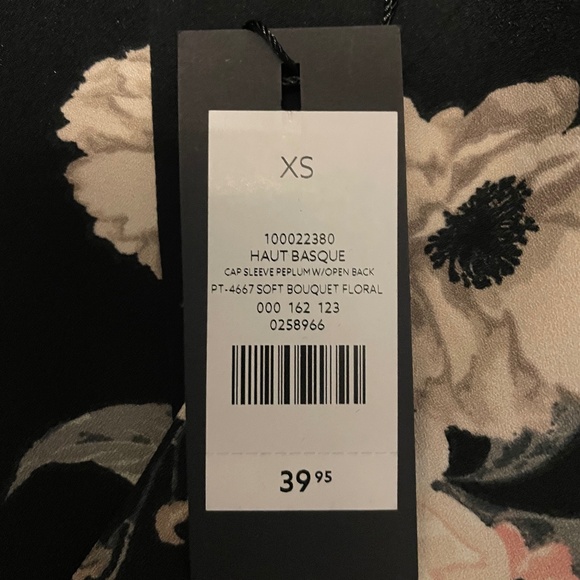 XS
100022380
HAUT BASQUE
CAP SLEEVE PEPLUM W/OPEN BACK
PT-4667 SOFT BOUQUET FLORAL
000 162 123
0258966
39 95